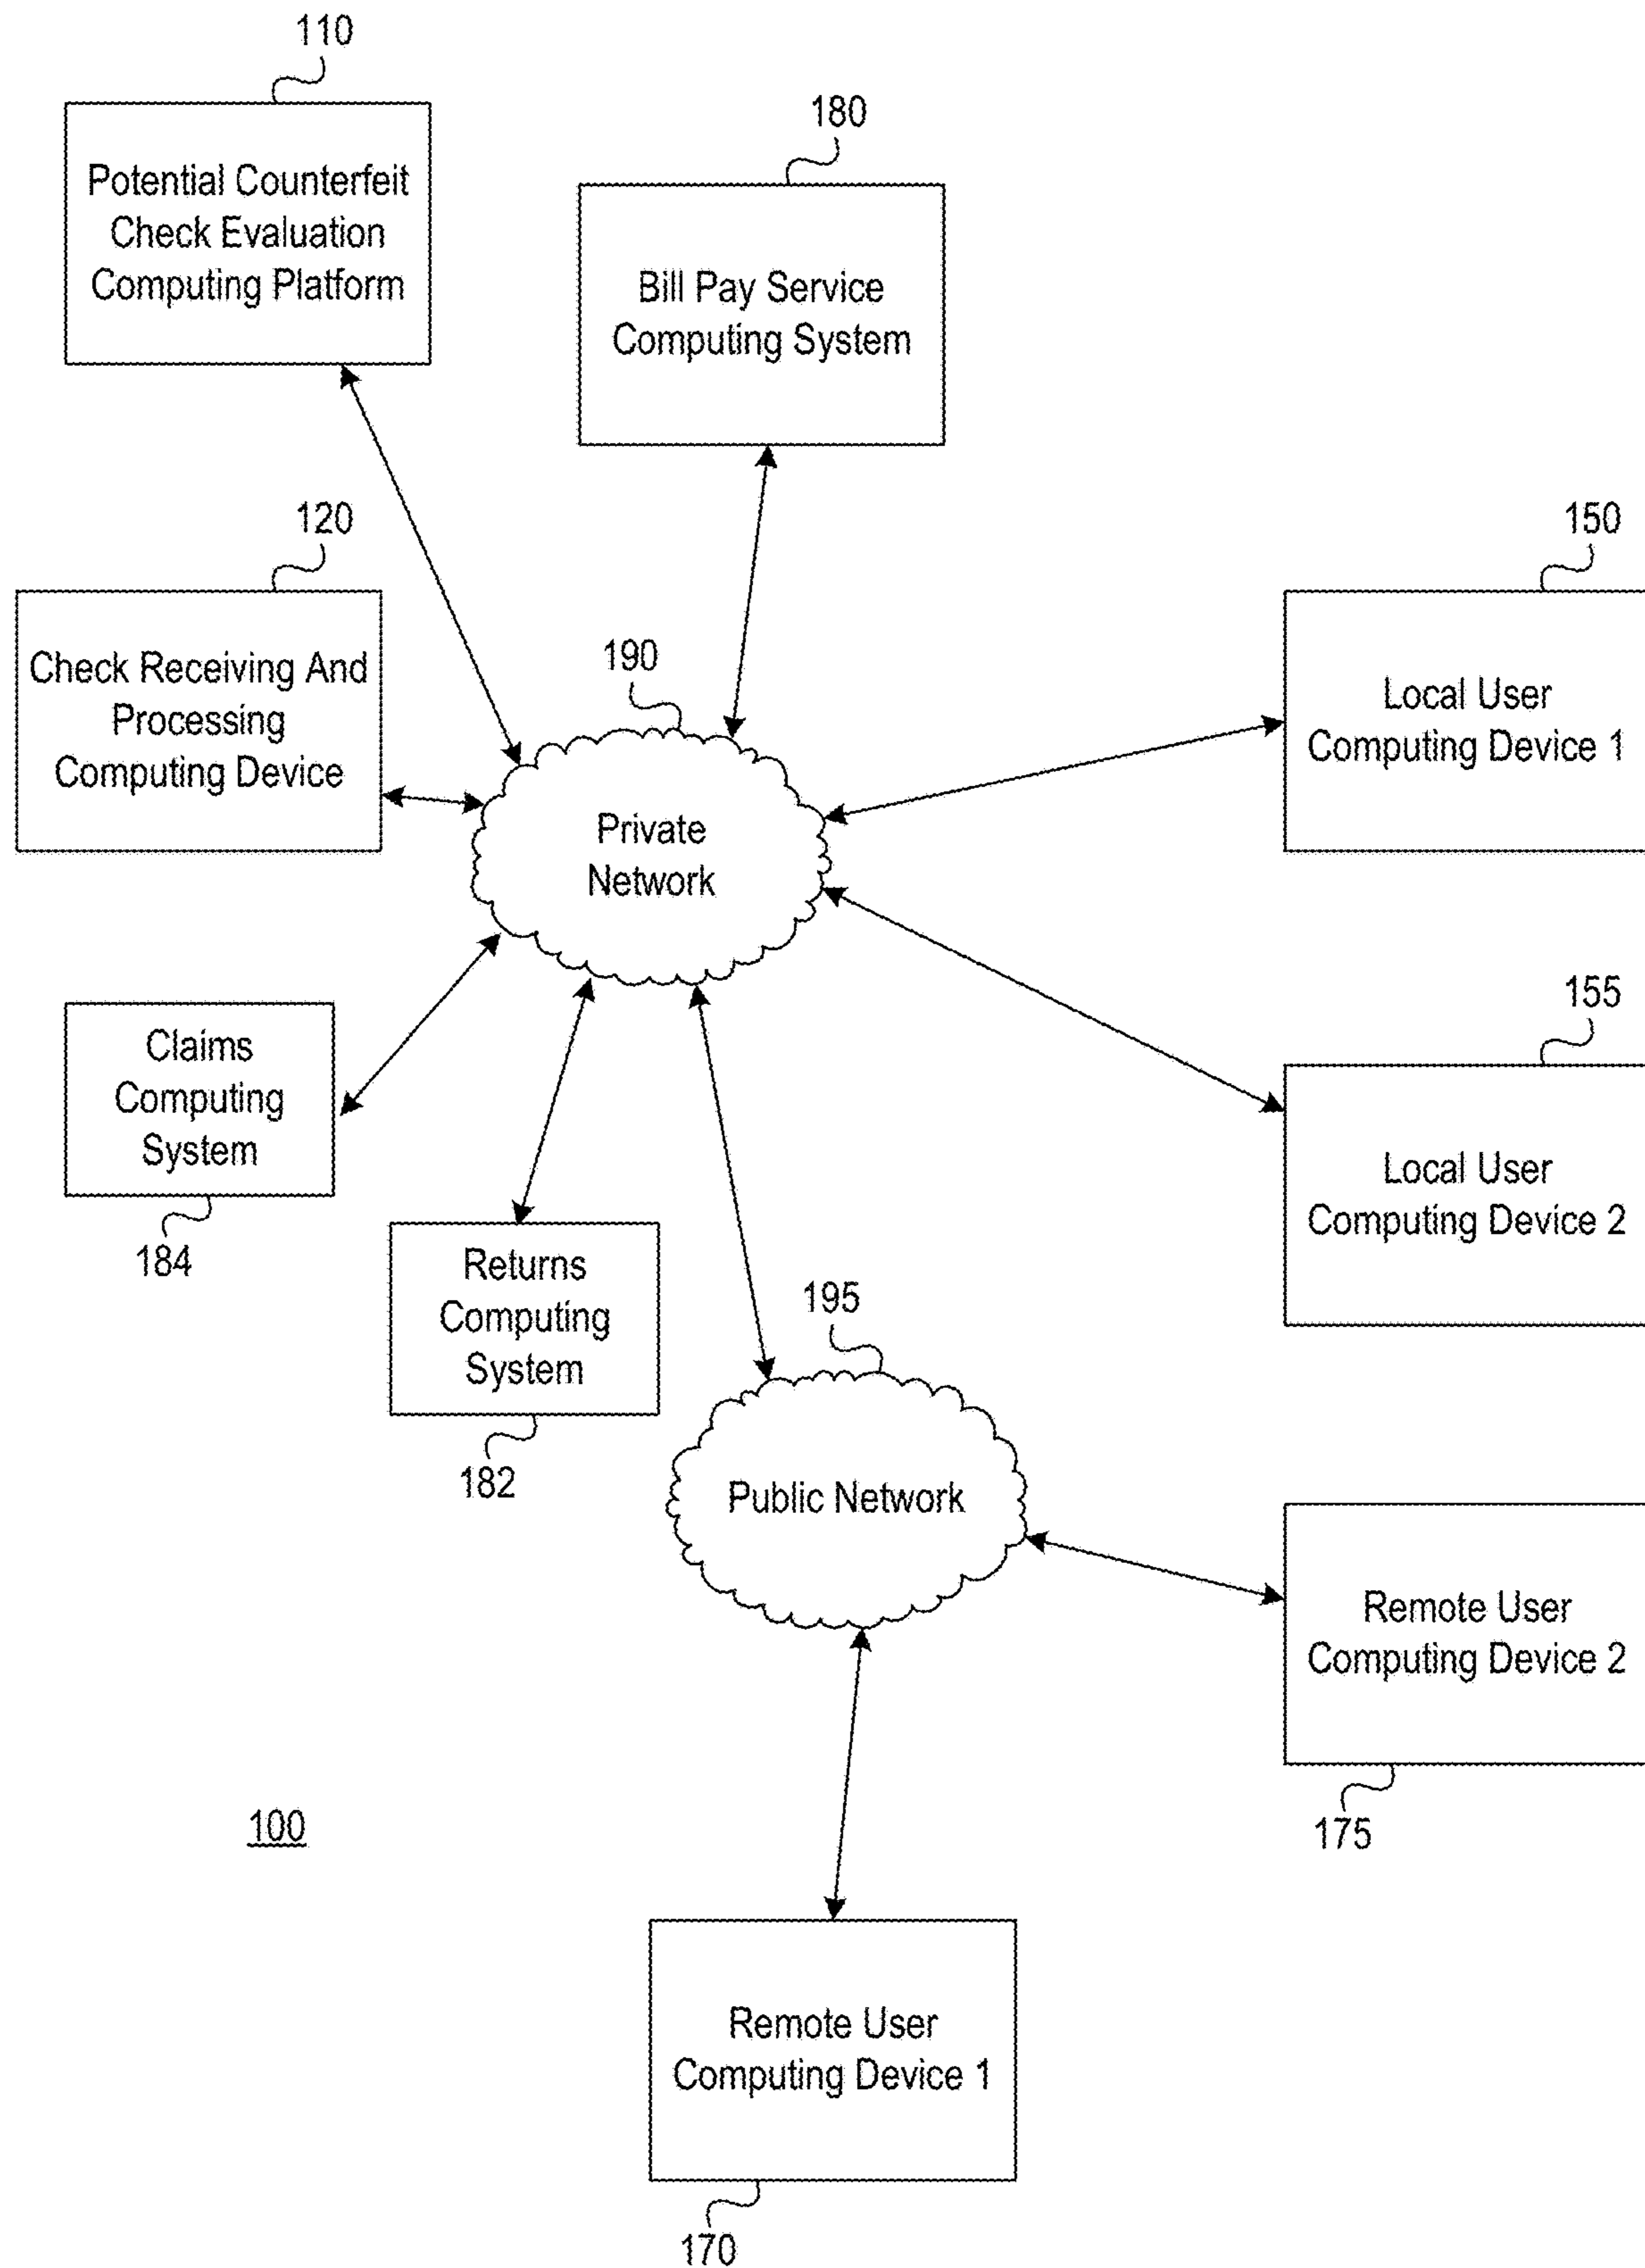 110
Potential Counterfeit
Check Evaluation
Computing Platform
180
Bill Pay Service
Computing System
120
Check Receiving And
Processing
Computing Device
190
Private
Network
150
Local User
Computing Device 1
155
Local User
Computing Device 2
Claims
Computing
System
184
Returns
Computing
System
182
195
Public Network
Remote User
Computing Device 2
175
100
Remote User
Computing Device 1
170